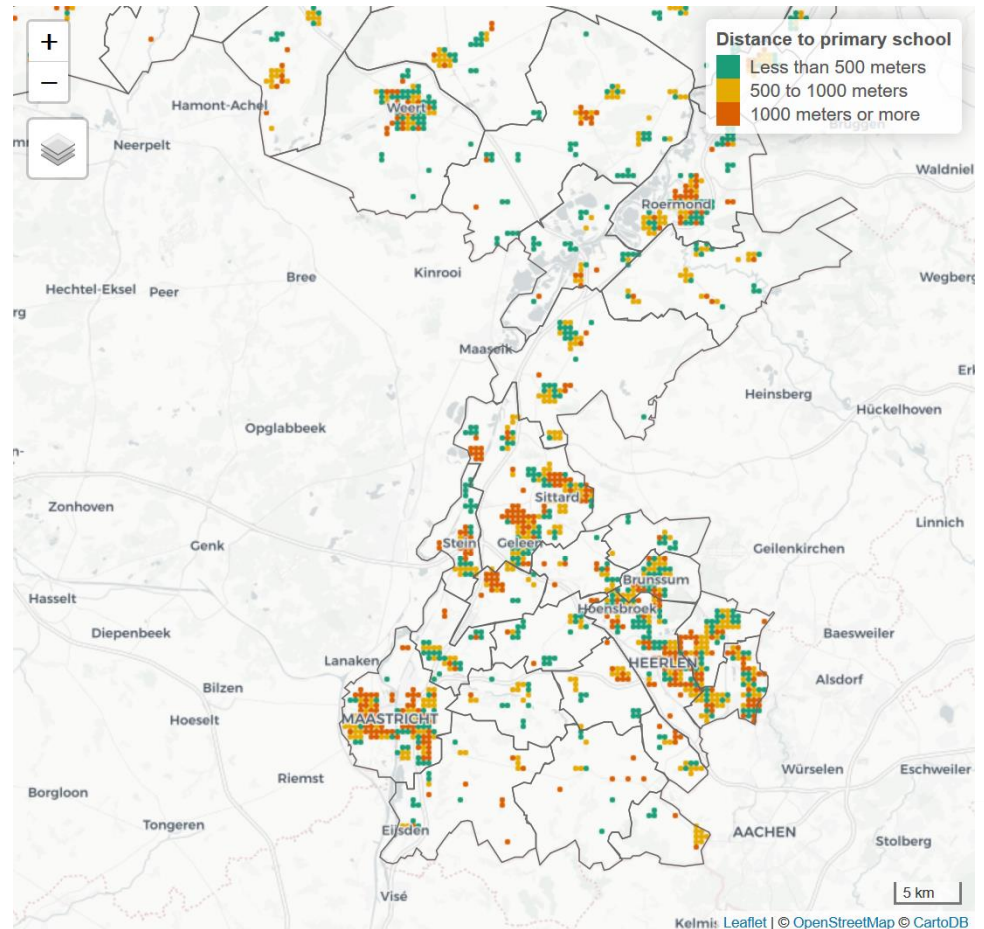 +
−
Distance to primary school
Less than 500 meters
500 to 1000 meters
1000 meters or more
Hamont-Achel
Weert
Neerpelt
Waldniel
Roermond
Bree
Kinrooi
Hechtel-Eksel
Peer
Wegberg
Maaseik
Heinsberg
Hückelhoven
Opglabbeek
Sittard
Zonhoven
Linnich
Genk
Stein
Geleen
Geilenkirchen
Brunssum
Hasselt
Hoensbroek
Diepenbeek
Baesweiler
Lanaken
HEERLEN
Bilzen
Alsdorf
Hoeselt
MAASTRICHT
Riemst
Würselen
Eschweiler
Borgloon
Tongeren
Eijsden
AACHEN
Stolberg
Visé
5 km
Kelmis
Leaflet | © OpenStreetMap © CartoDB